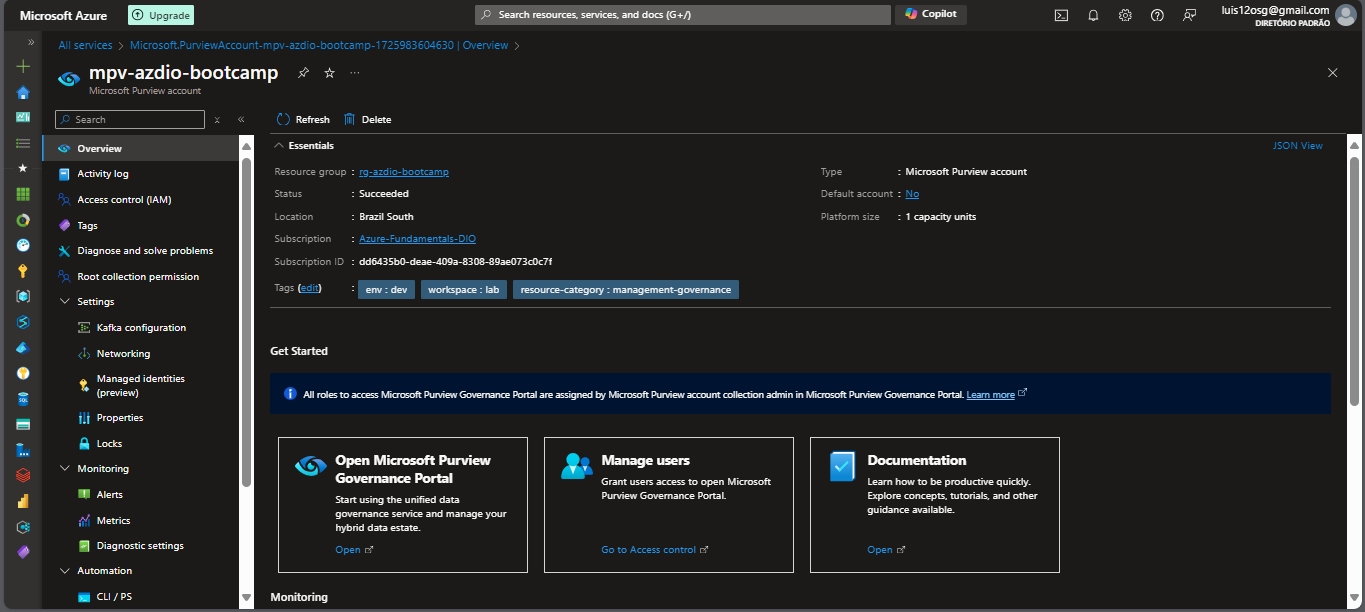 Microsoft Azure
Upgrade
Search resources, services, and docs (G+/)
Copilot
luis12osg@gmail.com
DIRETÓRIO PADRÃO
All services > Microsoft.PurviewAccount-mpv-azdio-bootcamp-1725983604630 | Overview >
mpv-azdio-bootcamp
Microsoft Purview account
Search
Overview
Activity log
Access control (IAM)
Tags
Diagnose and solve problems
Root collection permission
Settings
Kafka configuration
Networking
Managed identities
(preview)
Properties
Locks
Monitoring
Alerts
Metrics
Diagnostic settings
Automation
CLI / PS
Refresh
Delete
Essentials
JSON View
Resource group : rg-azdio-bootcamp
Status : Succeeded
Location : Brazil South
Subscription : Azure-Fundamentals-DIO
Subscription ID : dd6435b0-deae-409a-8308-89ae073c0c7f
Type : Microsoft Purview account
Default account : No
Platform size : 1 capacity units
Tags (edit) : env : dev workspace : lab resource-category : management-governance
Get Started
All roles to access Microsoft Purview Governance Portal are assigned by Microsoft Purview account collection admin in Microsoft Purview Governance Portal. Learn more
Open Microsoft Purview
Governance Portal
Start using the unified data
governance service and manage your
hybrid data estate.
Open
Manage users
Grant users access to open Microsoft
Purview Governance Portal.
Go to Access control
Documentation
Learn how to be productive quickly.
Explore concepts, tutorials, and other
guidance available.
Open
Monitoring